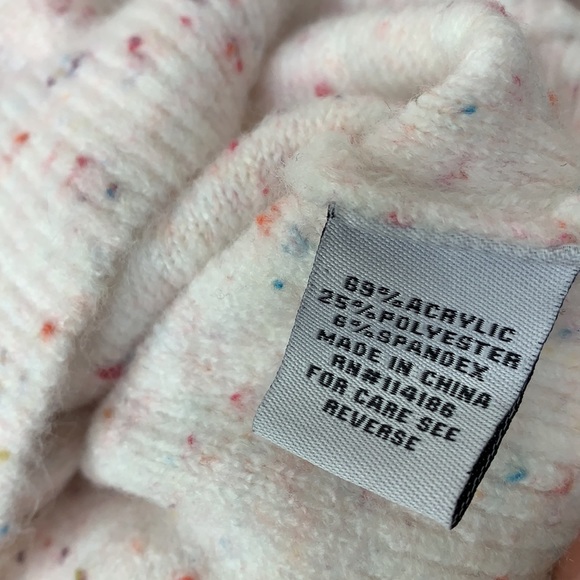 69% ACRYLIC
25% POLYESTER
6% SPANDEX
MADE IN CHINA
RN#114186
FOR CARE SEE
REVERSE